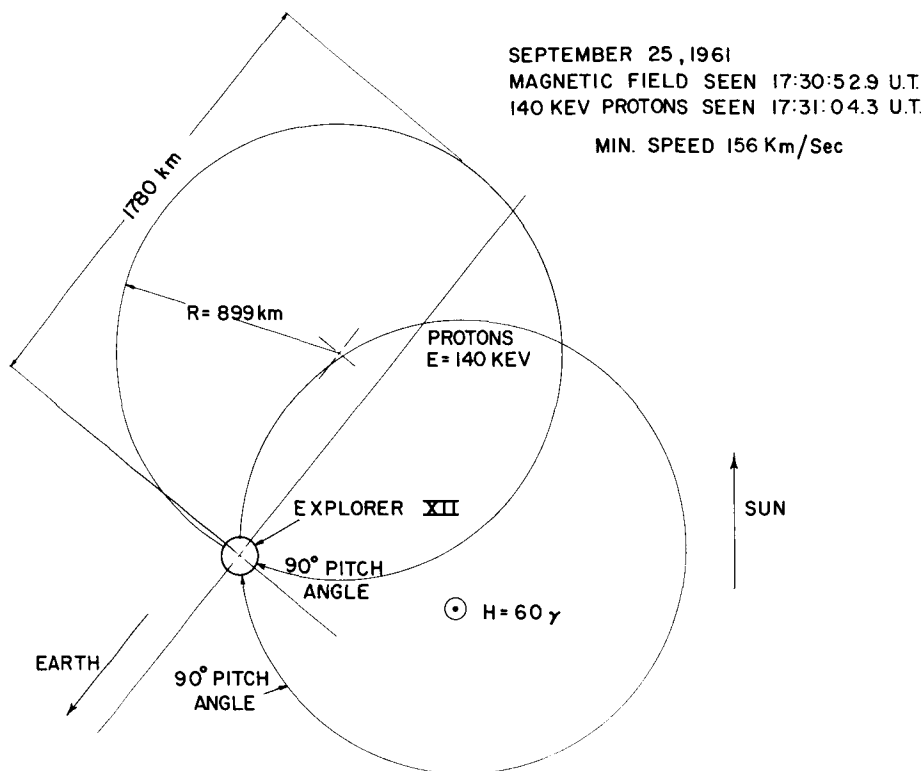 SEPTEMBER 25, 1961
MAGNETIC FIELD SEEN 17:30:52.9 U.T.
140 KEV PROTONS SEEN 17:31:04.3 U.T.
MIN. SPEED 156 Km/Sec
1780 km
R = 899 km
PROTONS
E = 140 KEV
EXPLORER XII
SUN
90° PITCH
ANGLE
H = 60 γ
EARTH
90° PITCH
ANGLE